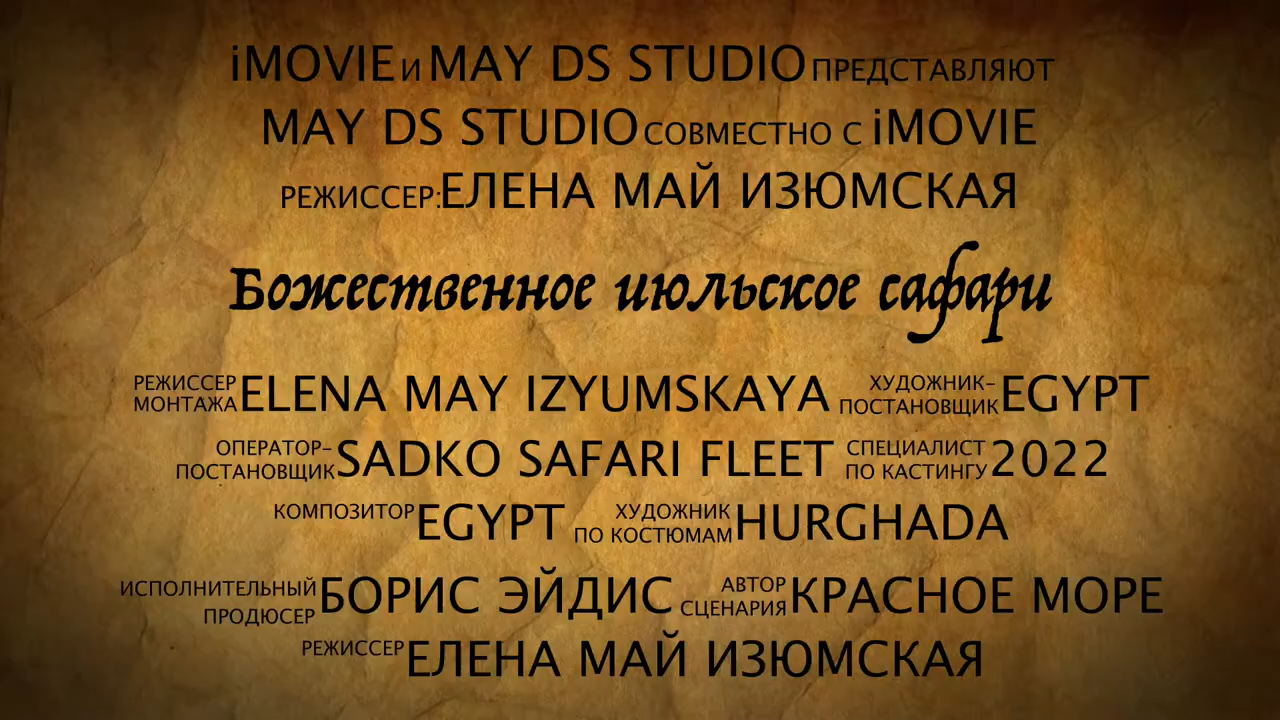 iMOVIE и MAY DS STUDIO ПРЕДСТАВЛЯЮТ
MAY DS STUDIO СОВМЕСТНО С iMOVIE
РЕЖИССЕР: ЕЛЕНА МАЙ ИЗЮМСКАЯ
Божественное июльское сафари
РЕЖИССЕР МОНТАЖА ELENA MAY IZYUMSKAYA ХУДОЖНИК-ПОСТАНОВЩИК EGYPT
ОПЕРАТОР-ПОСТАНОВЩИК SADKO SAFARI FLEET СПЕЦИАЛИСТ ПО КАСТИНГУ 2022
КОМПОЗИТОР EGYPT ХУДОЖНИК ПО КОСТЮМАМ HURGHADA
ИСПОЛНИТЕЛЬНЫЙ ПРОДЮСЕР БОРИС ЭЙДИС АВТОР СЦЕНАРИЯ КРАСНОЕ МОРЕ
РЕЖИССЕР ЕЛЕНА МАЙ ИЗЮМСКАЯ